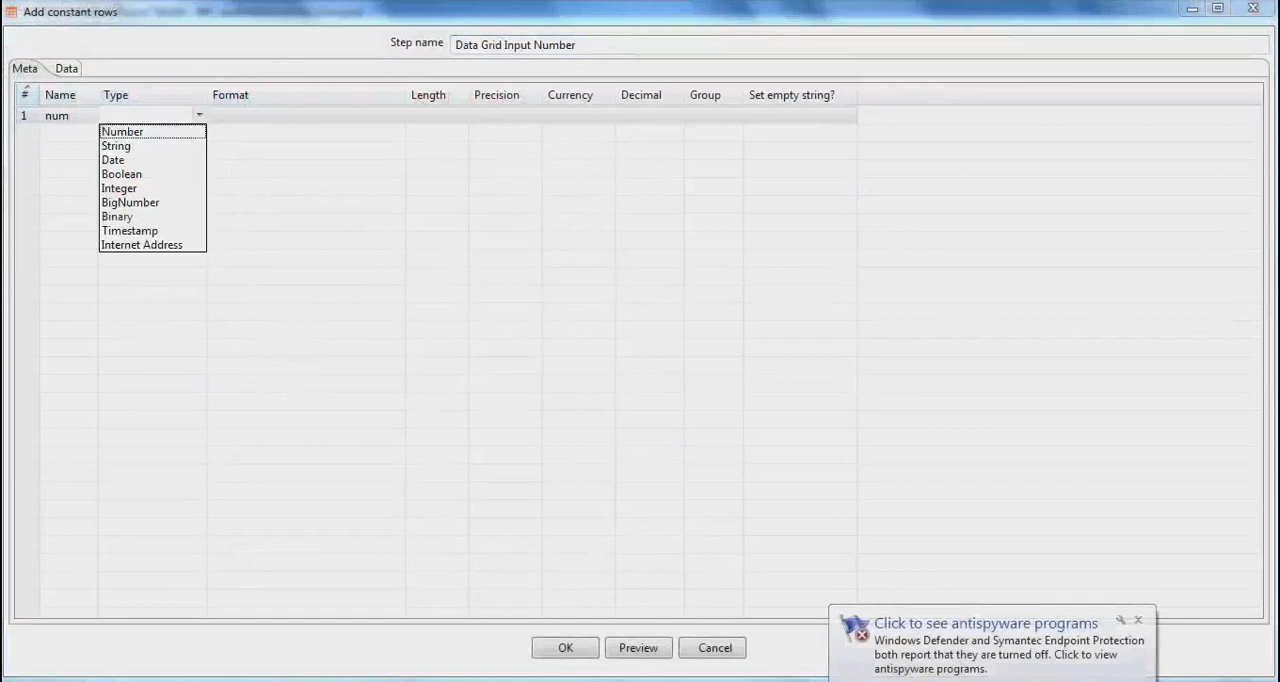 Add constant rows
Step name Data Grid Input Number
Meta Data
# Name Type Format Length Precision Currency Decimal Group Set empty string?
1 num
Number
String
Date
Boolean
Integer
BigNumber
Binary
Timestamp
Internet Address
OK Preview Cancel
Click to see antispyware programs
Windows Defender and Symantec Endpoint Protection
both report that they are turned off. Click to view
antispyware programs.